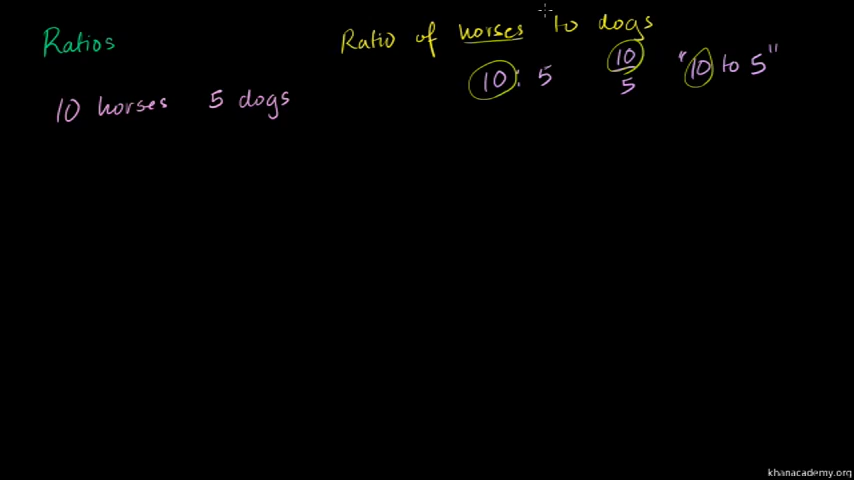 Ratios
Ratio of horses to dogs
10 : 5
10
5
"10 to 5"
10 horses 5 dogs
khanacademy.org